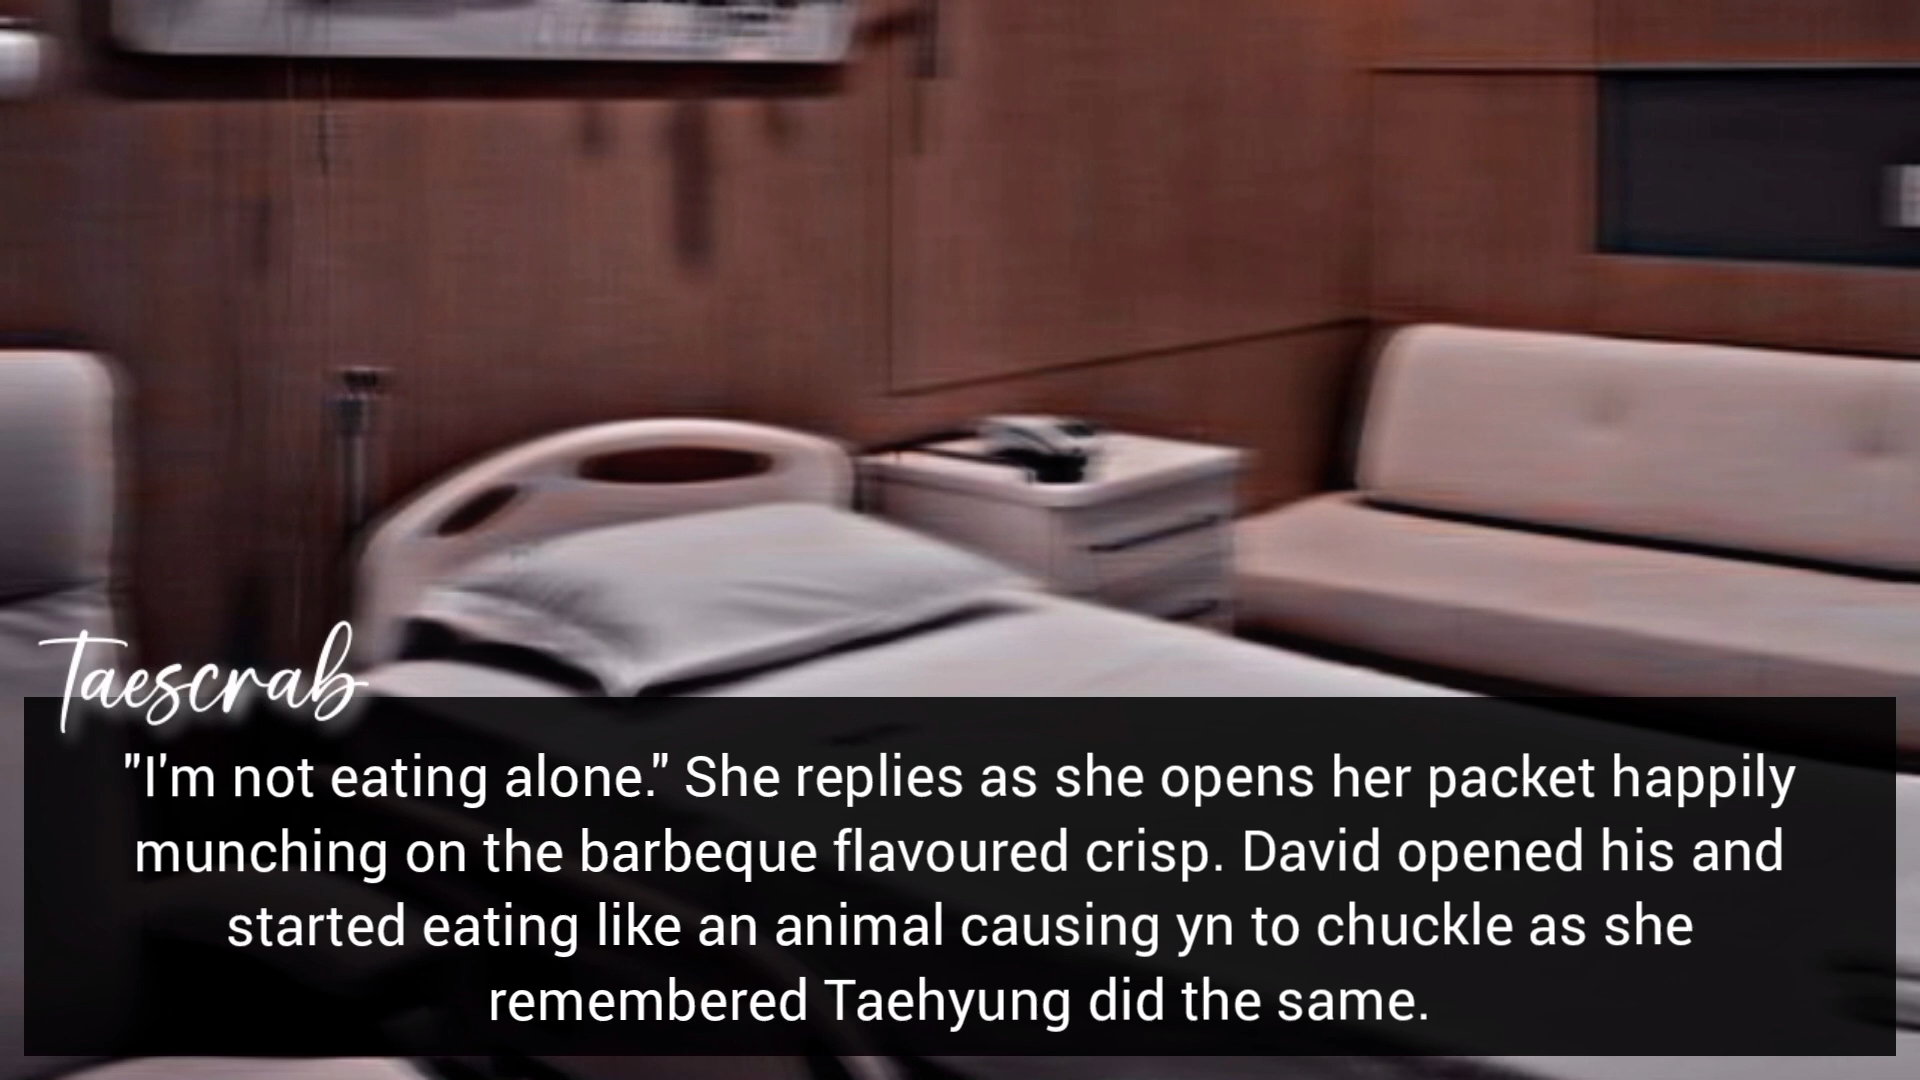 Taescrab
"I'm not eating alone." She replies as she opens her packet happily
munching on the barbeque flavoured crisp. David opened his and
started eating like an animal causing yn to chuckle as she
remembered Taehyung did the same.